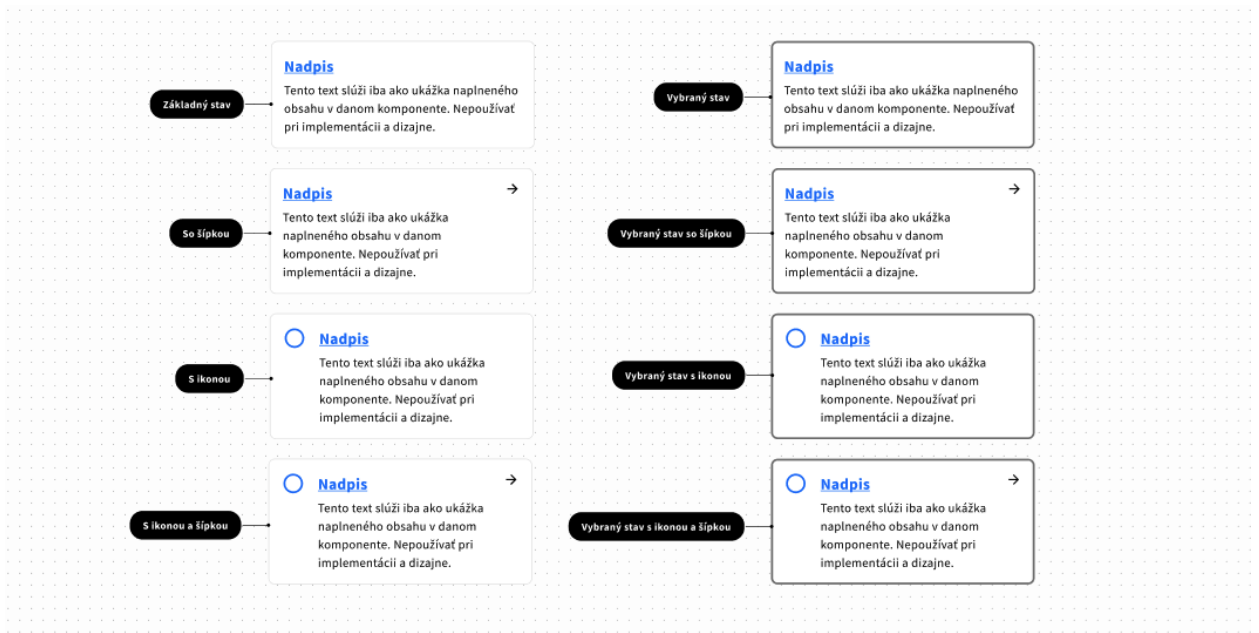 Základný stav
Nadpis
Tento text slúži iba ako ukážka naplneného
obsahu v danom komponente. Nepoužívať
pri implementácii a dizajne.
Vybraný stav
Nadpis
Tento text slúži iba ako ukážka naplneného
obsahu v danom komponente. Nepoužívať
pri implementácii a dizajne.
So šípkou
Nadpis
Tento text slúži iba ako ukážka
naplneného obsahu v danom
komponente. Nepoužívať pri
implementácii a dizajne.
Vybraný stav so šípkou
Nadpis
Tento text slúži iba ako ukážka
naplneného obsahu v danom
komponente. Nepoužívať pri
implementácii a dizajne.
S ikonou
Nadpis
Tento text slúži iba ako ukážka
naplneného obsahu v danom
komponente. Nepoužívať pri
implementácii a dizajne.
Vybraný stav s ikonou
Nadpis
Tento text slúži iba ako ukážka
naplneného obsahu v danom
komponente. Nepoužívať pri
implementácii a dizajne.
S ikonou a šípkou
Nadpis
Tento text slúži iba ako ukážka
naplneného obsahu v danom
komponente. Nepoužívať pri
implementácii a dizajne.
Vybraný stav s ikonou a šípkou
Nadpis
Tento text slúži iba ako ukážka
naplneného obsahu v danom
komponente. Nepoužívať pri
implementácii a dizajne.